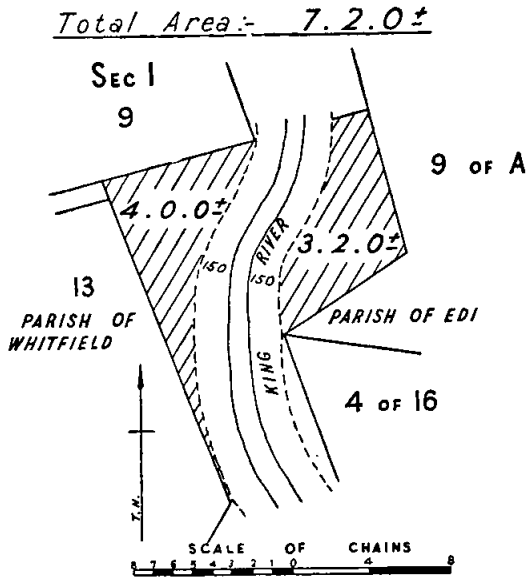 Total Area:- 7.2.0±
SEC I
9
9 OF A
4.0.0±
3.2.0±
RIVER
150
150
13
PARISH OF
WHITFIELD
PARISH OF EDI
KING
4 OF 16
T.N.
SCALE OF CHAINS
8 7 6 5 4 3 2 1 0 4 8